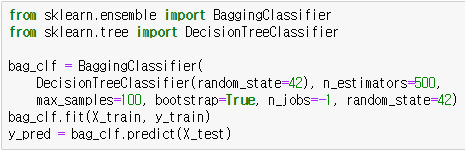 from sklearn.ensemble import BaggingClassifier
from sklearn.tree import DecisionTreeClassifier

bag_clf = BaggingClassifier(
    DecisionTreeClassifier(random_state=42), n_estimators=500,
    max_samples=100, bootstrap=True, n_jobs=-1, random_state=42)
bag_clf.fit(X_train, y_train)
y_pred = bag_clf.predict(X_test)